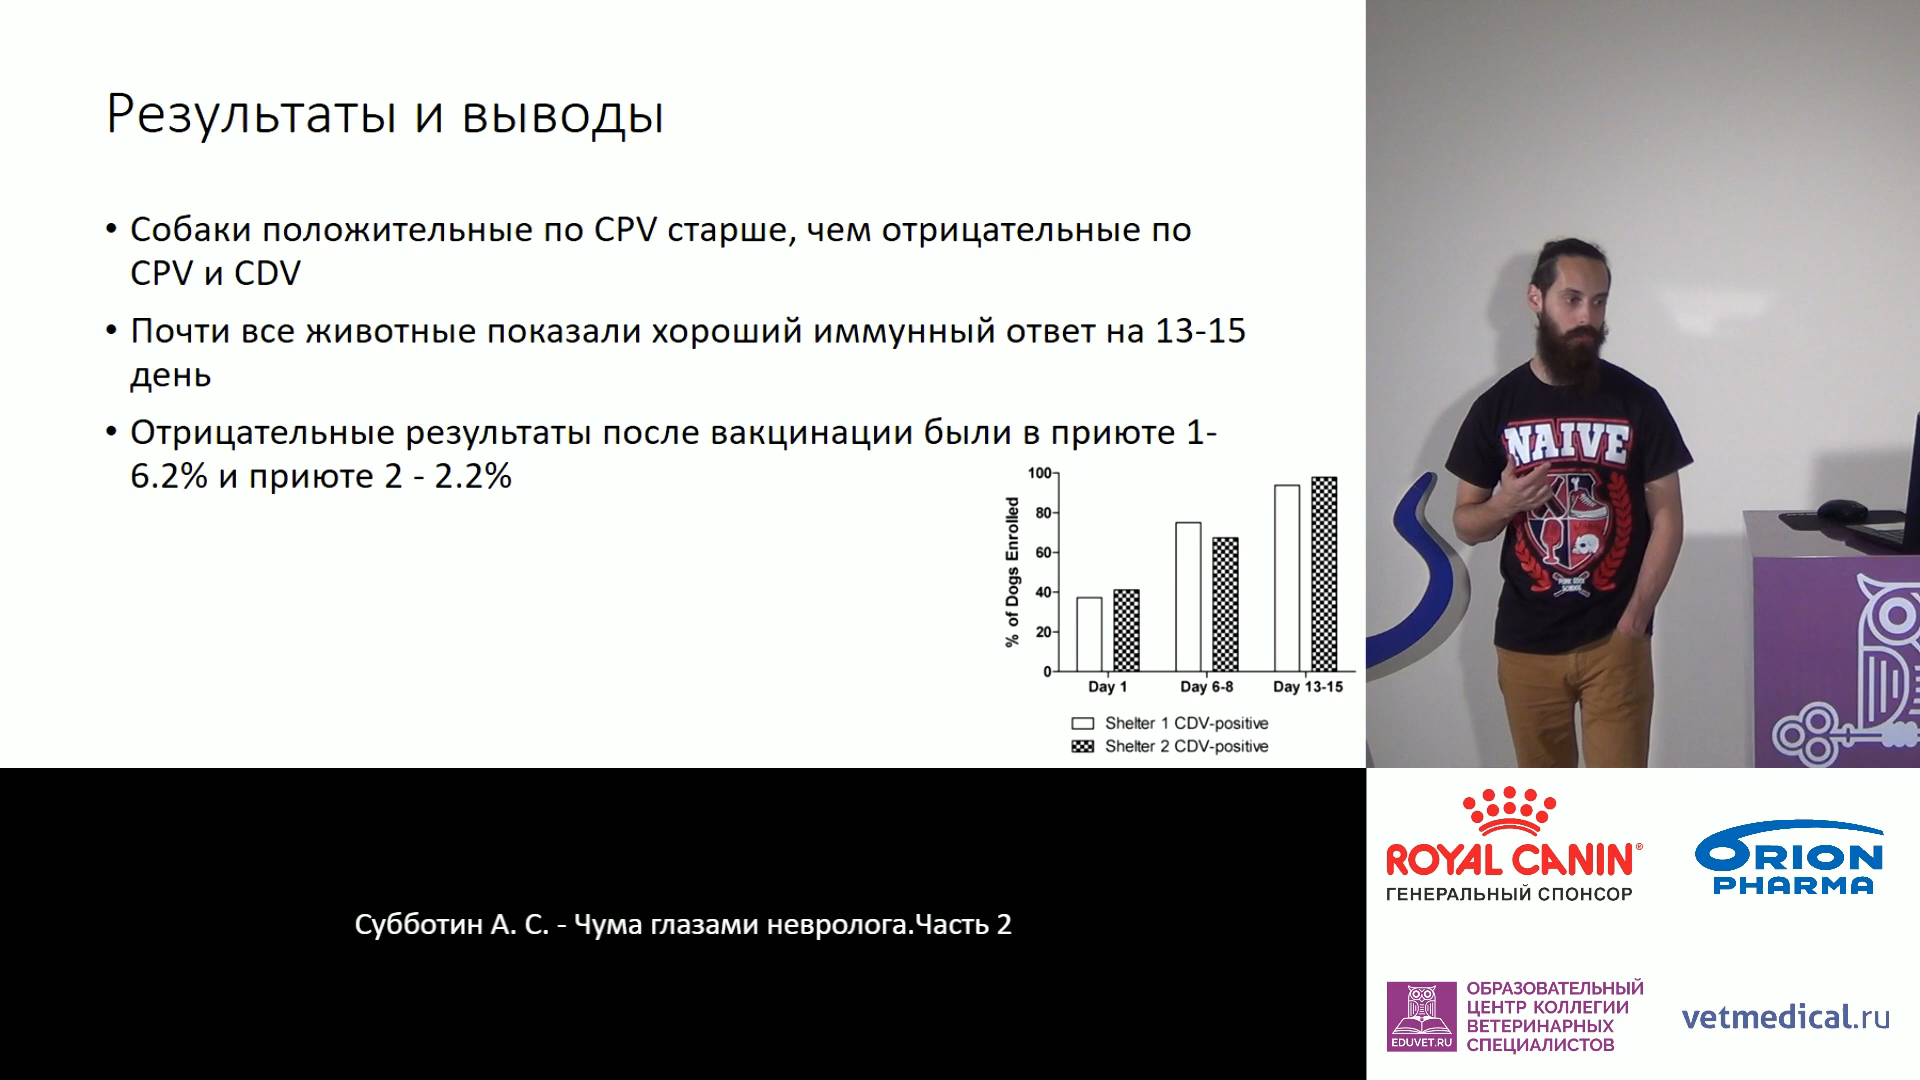 Результаты и выводы
• Собаки положительные по CPV старше, чем отрицательные по
CPV и CDV
• Почти все животные показали хороший иммунный ответ на 13-15
день
• Отрицательные результаты после вакцинации были в приюте 1-
6.2% и приюте 2 - 2.2%
% of Dogs Enrolled
100
80
60
40
20
0
Day 1
Day 6-8
Day 13-15
Shelter 1 CDV-positive
Shelter 2 CDV-positive
NAIVE
Субботин А. С. - Чума глазами невролога.Часть 2
ROYAL CANIN®
ГЕНЕРАЛЬНЫЙ СПОНСОР
ORION
PHARMA
EDUVET.RU
ОБРАЗОВАТЕЛЬНЫЙ
ЦЕНТР КОЛЛЕГИИ
ВЕТЕРИНАРНЫХ
СПЕЦИАЛИСТОВ
vetmedical.ru